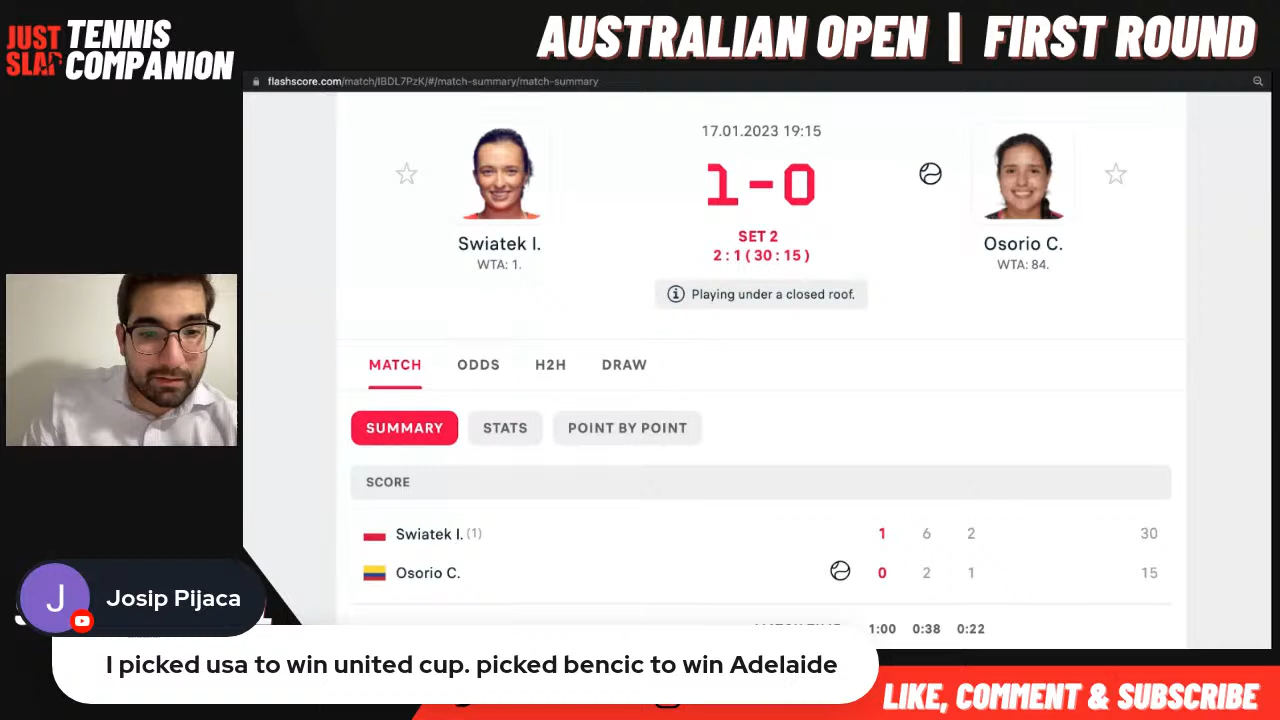 JUST TENNIS
SLAM COMPANION
AUSTRALIAN OPEN | FIRST ROUND
flashscore.com/match/IBDL7PzK/#/match-summary/match-summary
17.01.2023 19:15
1-0
SET 2
2 : 1 ( 30 : 15 )
Swiatek I.
WTA: 1.
Osorio C.
WTA: 84.
Playing under a closed roof.
MATCH ODDS H2H DRAW
SUMMARY STATS POINT BY POINT
SCORE
Swiatek I. (1) 1 6 2 30
Osorio C. 0 2 1 15
1:00 0:38 0:22
J Josip Pijaca
I picked usa to win united cup. picked bencic to win Adelaide
LIKE, COMMENT & SUBSCRIBE